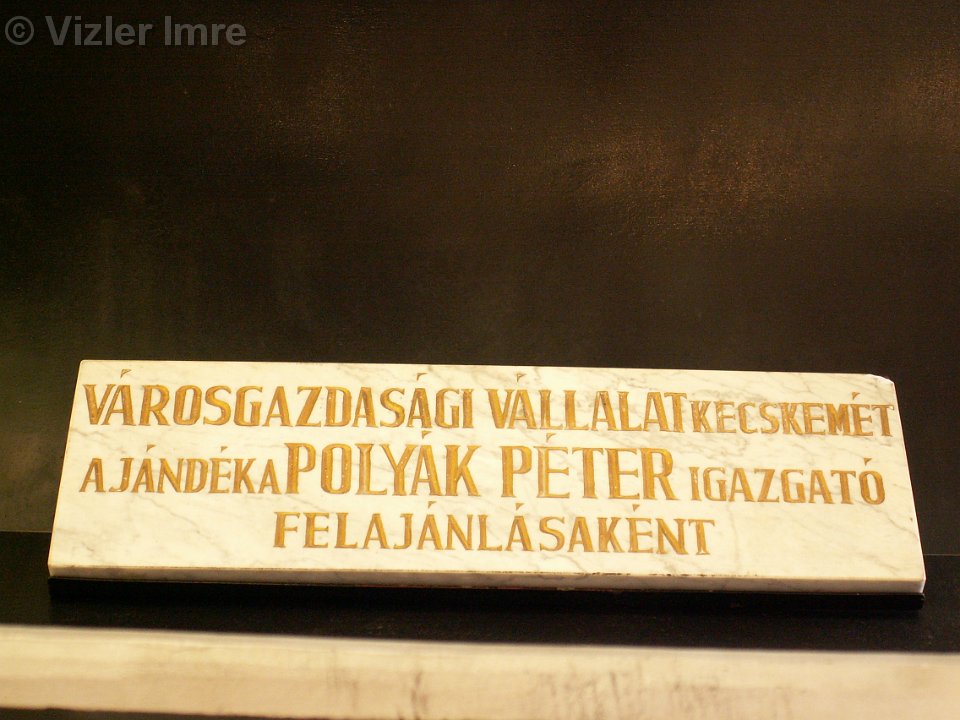 © Vizler Imre
VÁROSGAZDASÁGI VÁLLALAT KECSKEMÉT
AJÁNDÉKA POLYÁK PÉTER IGAZGATÓ
FELAJÁNLÁSAKÉNT